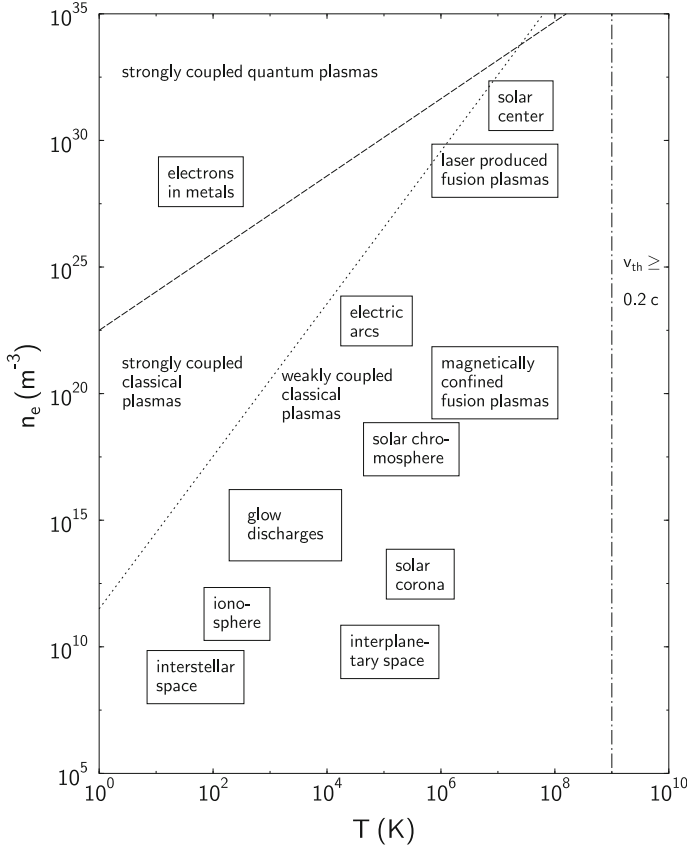 10^35
10^30
10^25
10^20
10^15
10^10
10^5
n_e (m^-3)
strongly coupled quantum plasmas
solar
center
electrons
in metals
laser produced
fusion plasmas
v_th ≥
0.2 c
electric
arcs
strongly coupled
classical
plasmas
weakly coupled
classical
plasmas
magnetically
confined
fusion plasmas
solar chro-
mosphere
glow
discharges
solar
corona
iono-
sphere
interplane-
tary space
interstellar
space
10^0
10^2
10^4
10^6
10^8
10^10
T (K)